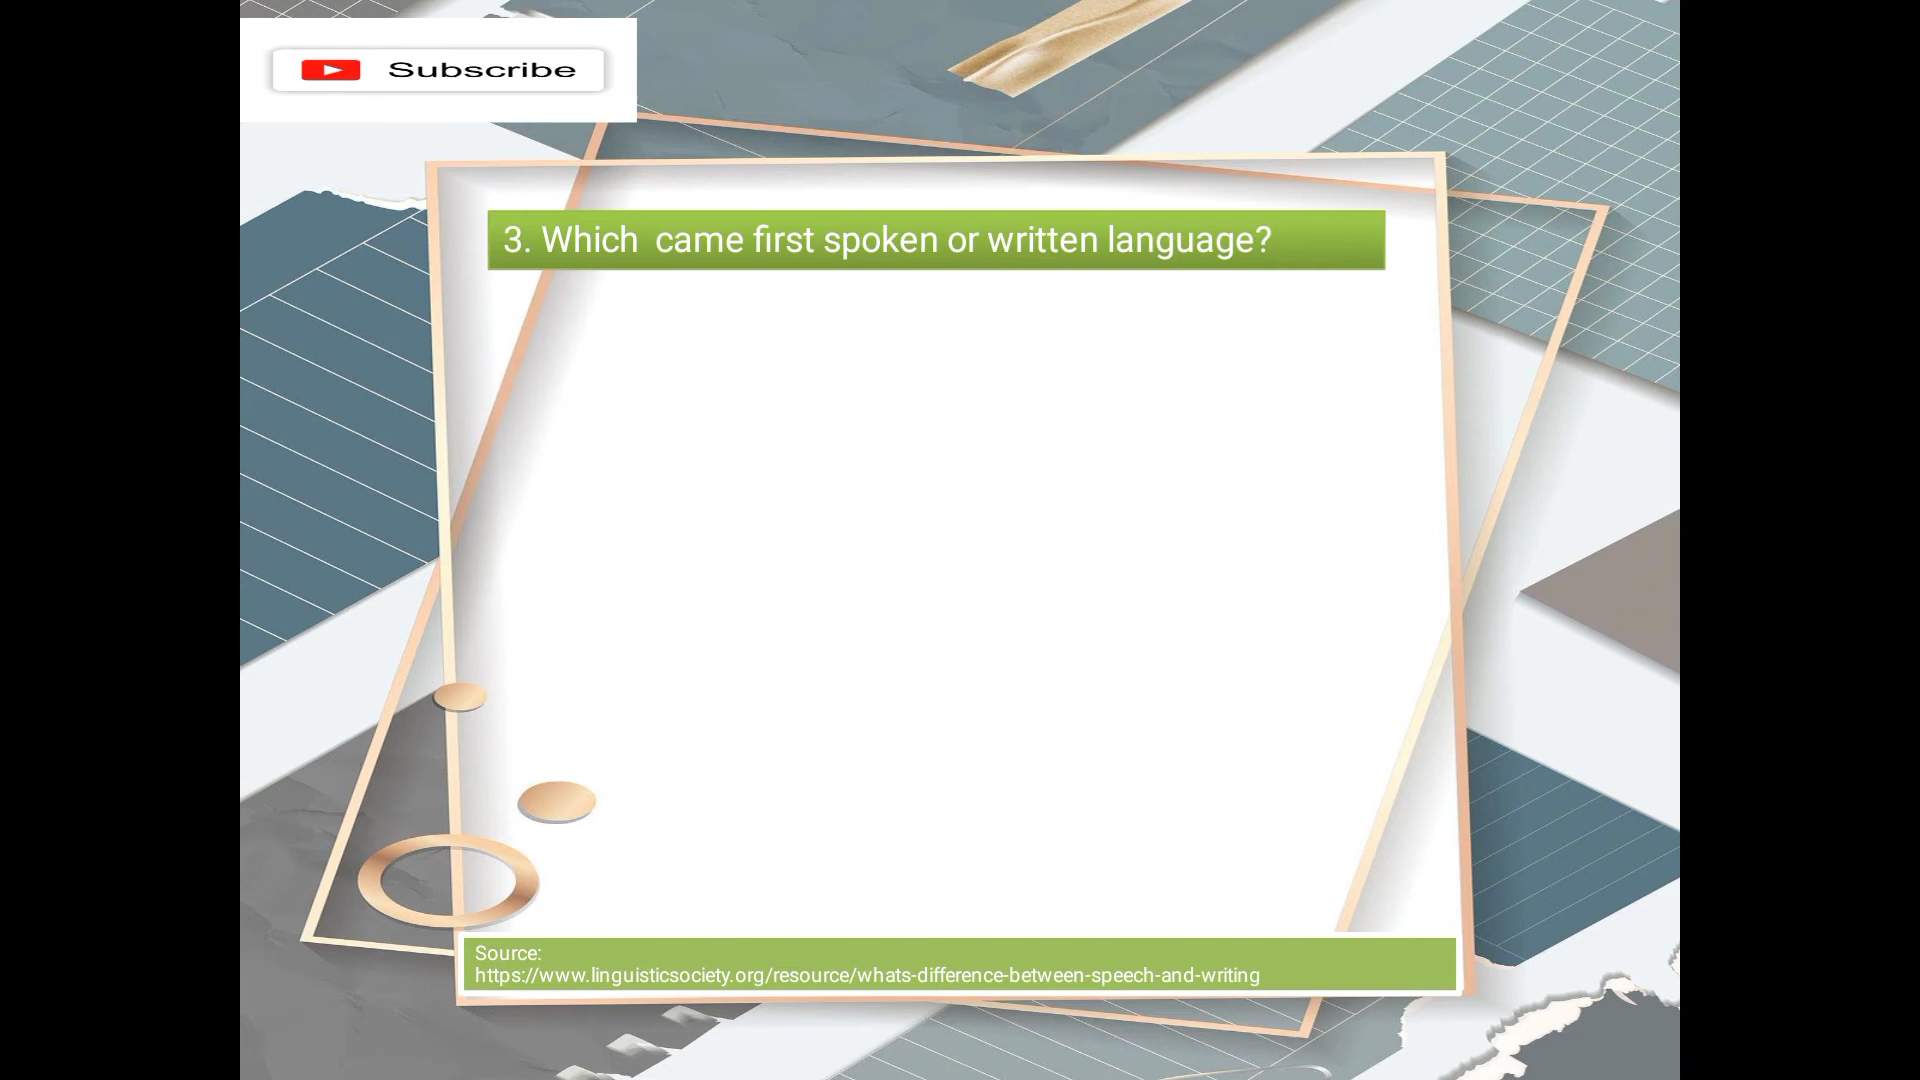 Subscribe
3. Which  came first spoken or written language?
Source:
https://www.linguisticsociety.org/resource/whats-difference-between-speech-and-writing